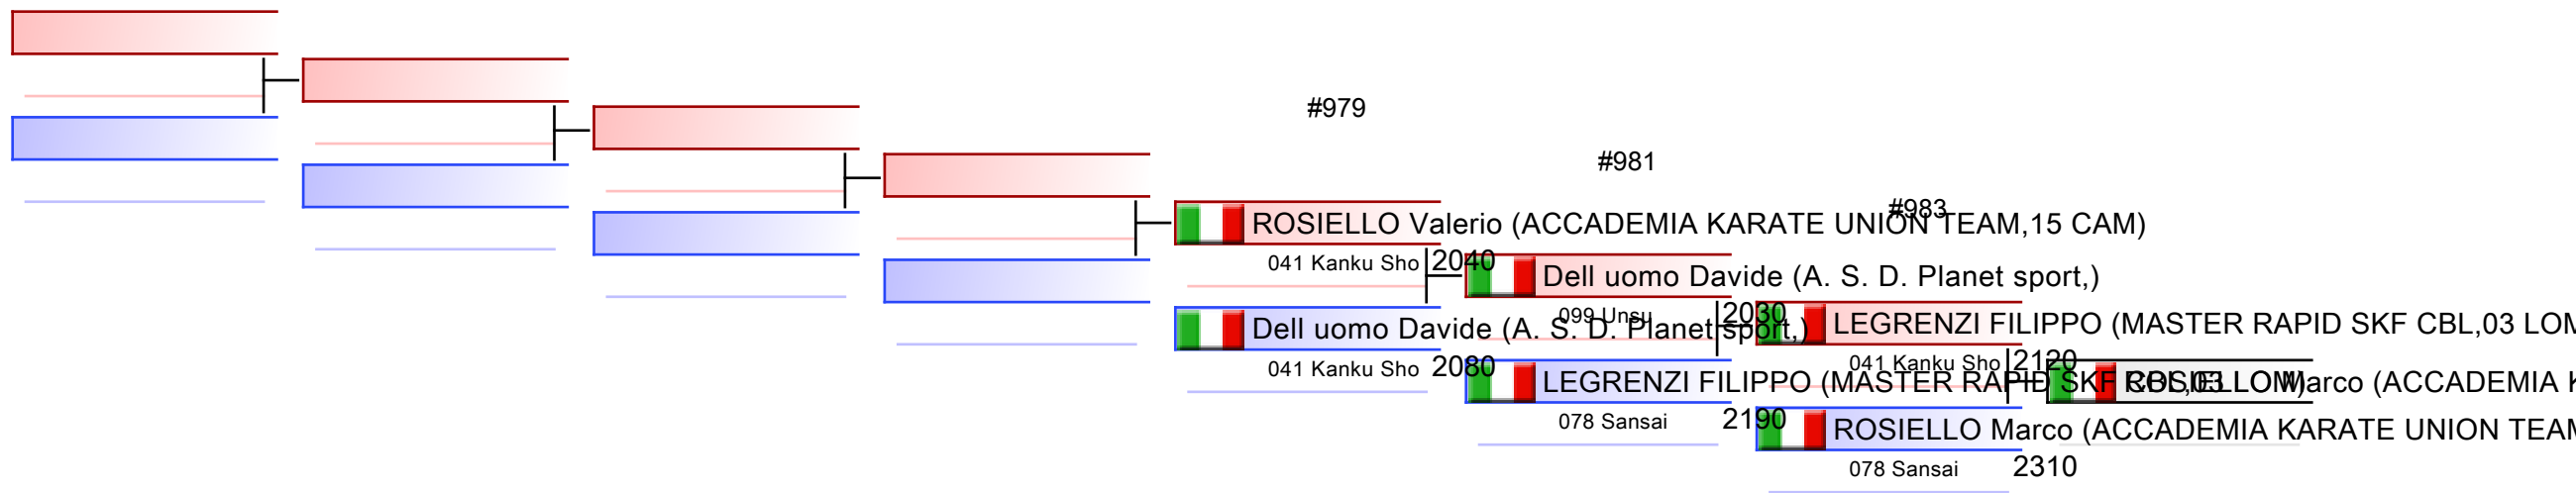 #979
#981
#983
ROSIELLO Valerio (ACCADEMIA KARATE UNION TEAM,15 CAM)
041 Kanku Sho 2040
Dell uomo Davide (A. S. D. Planet sport,)
099 Unsu 2030
Dell uomo Davide (A. S. D. Planet sport,)
041 Kanku Sho 2080
LEGRENZI FILIPPO (MASTER RAPID SKF CBL,03 LOM
041 Kanku Sho 2120
LEGRENZI FILIPPO (MASTER RAPID SKF CBL,03 LOM)
078 Sansai 2190
ROSIELLO Marco (ACCADEMIA K
ROSIELLO Marco (ACCADEMIA KARATE UNION TEAM
078 Sansai 2310